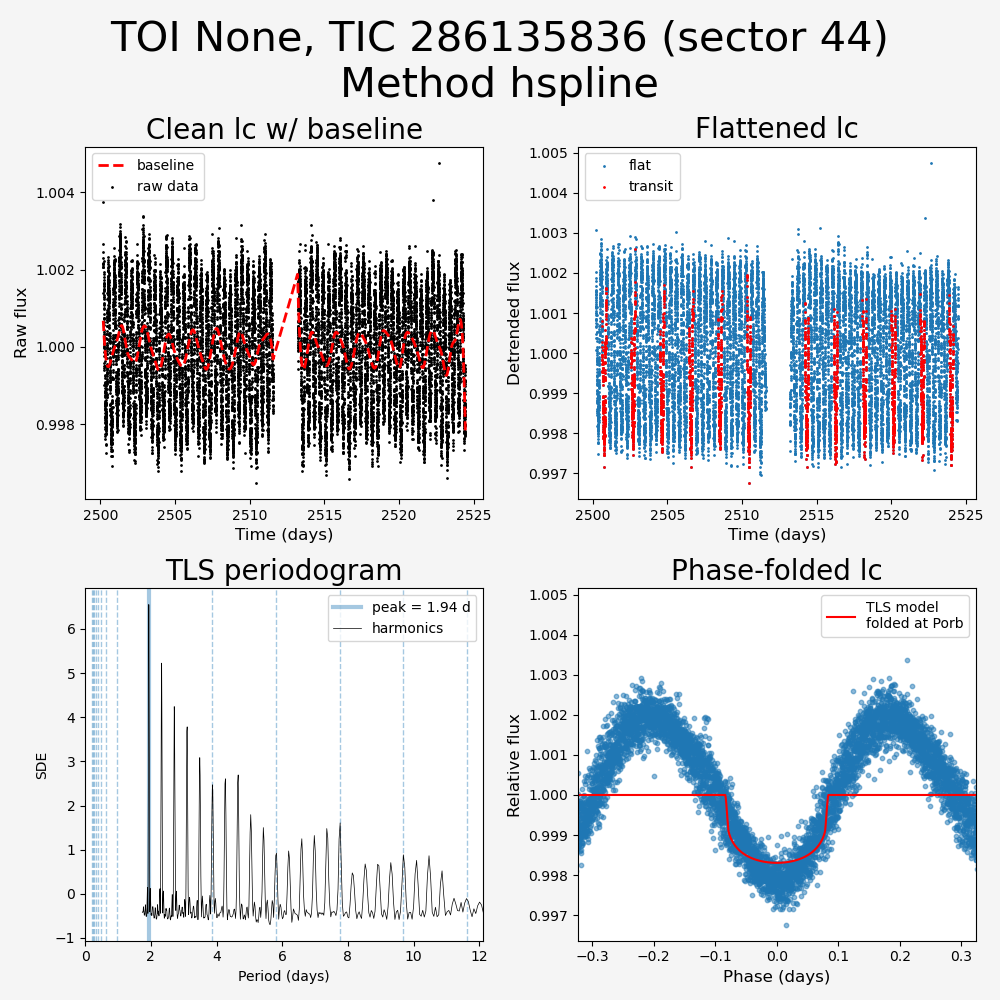 TOI None, TIC 286135836 (sector 44)
Method hspline
Clean lc w/ baseline
Raw flux
1.004
1.002
1.000
0.998
baseline
raw data
2500
2505
2510
2515
2520
2525
Time (days)
Flattened lc
Detrended flux
1.005
1.004
1.003
1.002
1.001
1.000
0.999
0.998
0.997
flat
transit
2500
2505
2510
2515
2520
2525
Time (days)
TLS periodogram
SDE
6
5
4
3
2
1
0
−1
peak = 1.94 d
harmonics
0
2
4
6
8
10
12
Period (days)
Phase-folded lc
Relative flux
1.005
1.004
1.003
1.002
1.001
1.000
0.999
0.998
0.997
TLS model
folded at Porb
−0.3
−0.2
−0.1
0.0
0.1
0.2
0.3
Phase (days)